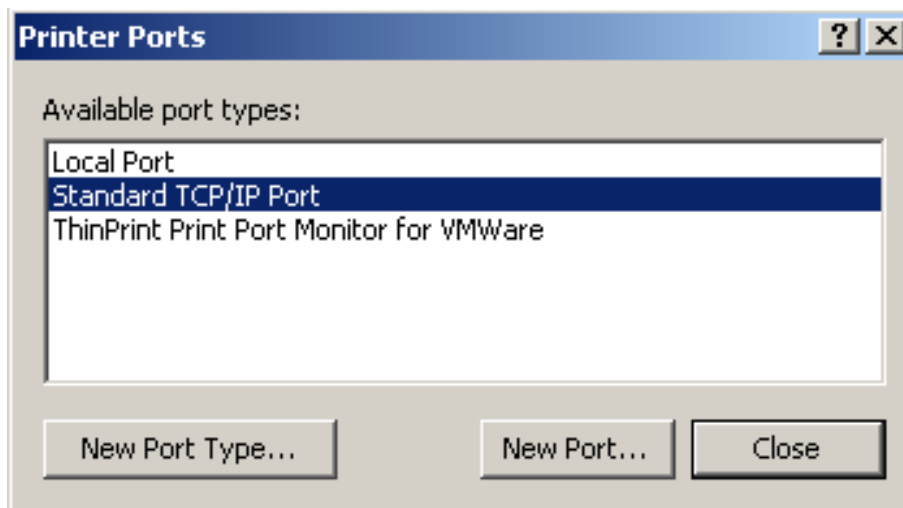 Printer Ports
Available port types:
Local Port
Standard TCP/IP Port
ThinPrint Print Port Monitor for VMWare
New Port Type...
New Port...
Close